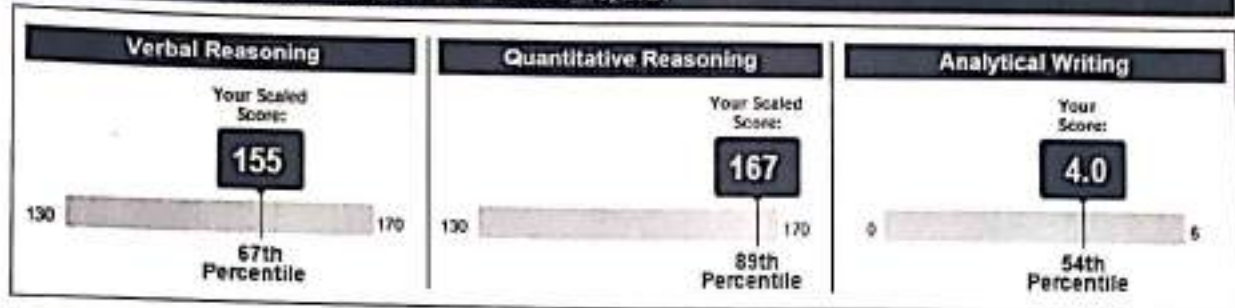 Verbal Reasoning
Your Scaled
Score:
155
130
170
67th
Percentile
Quantitative Reasoning
Your Scaled
Score:
167
130
170
89th
Percentile
Analytical Writing
Your
Score:
4.0
0
6
54th
Percentile